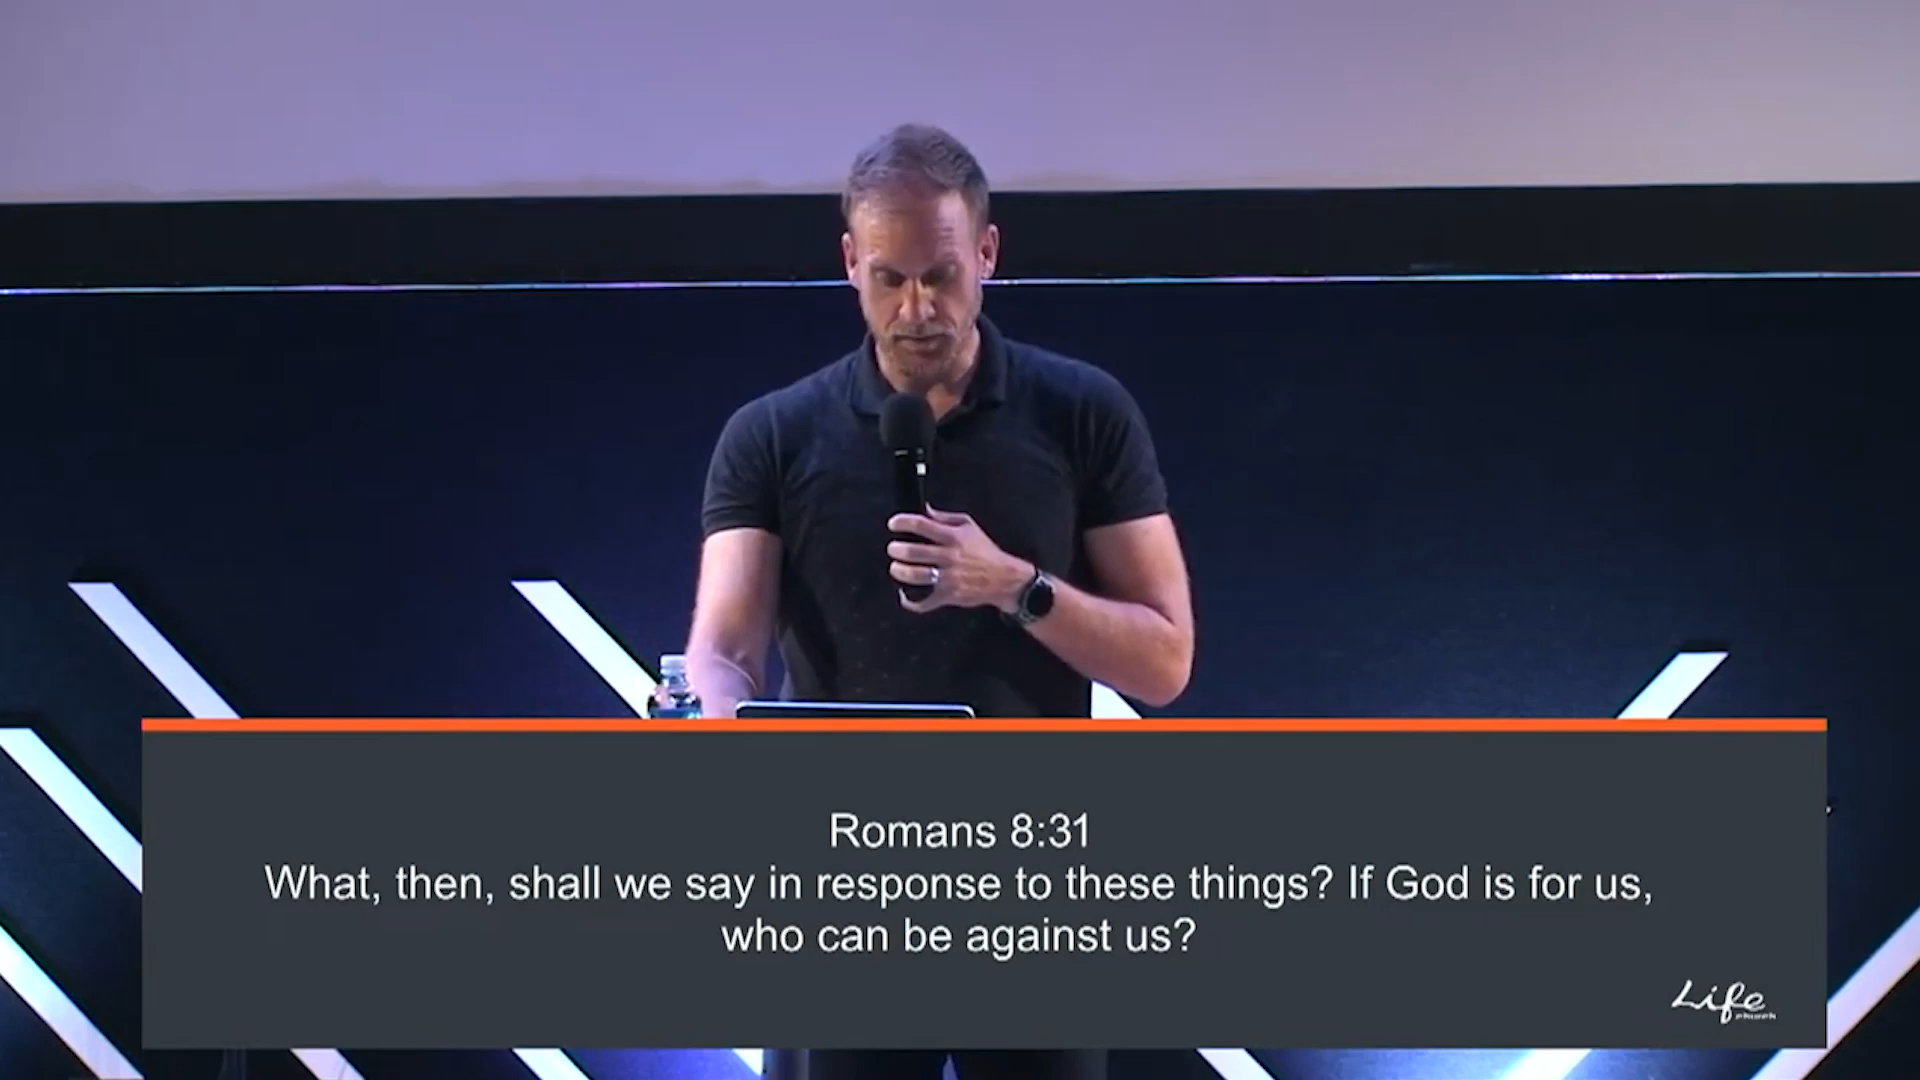 Romans 8:31
What, then, shall we say in response to these things? If God is for us,
who can be against us?
Life
church